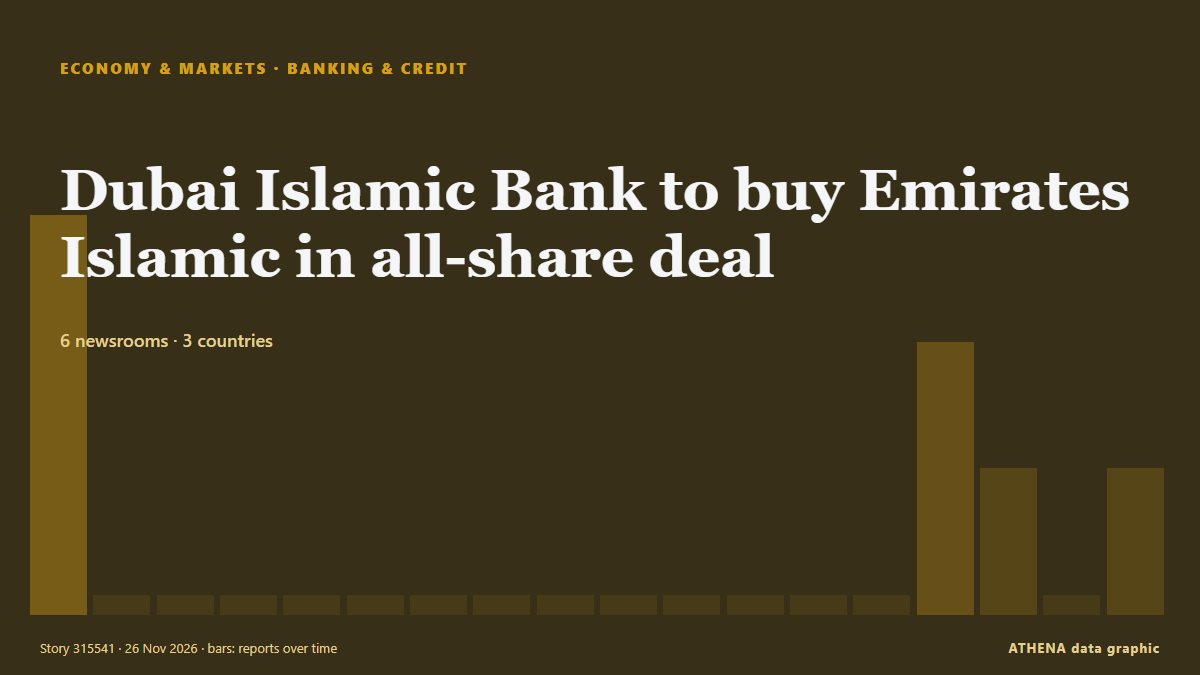 ECONOMY & MARKETS · BANKING & CREDIT
Dubai Islamic Bank to buy Emirates
Islamic in all-share deal
6 newsrooms · 3 countries
Story 315541 · 26 Nov 2026 · bars: reports over time
ATHENA data graphic